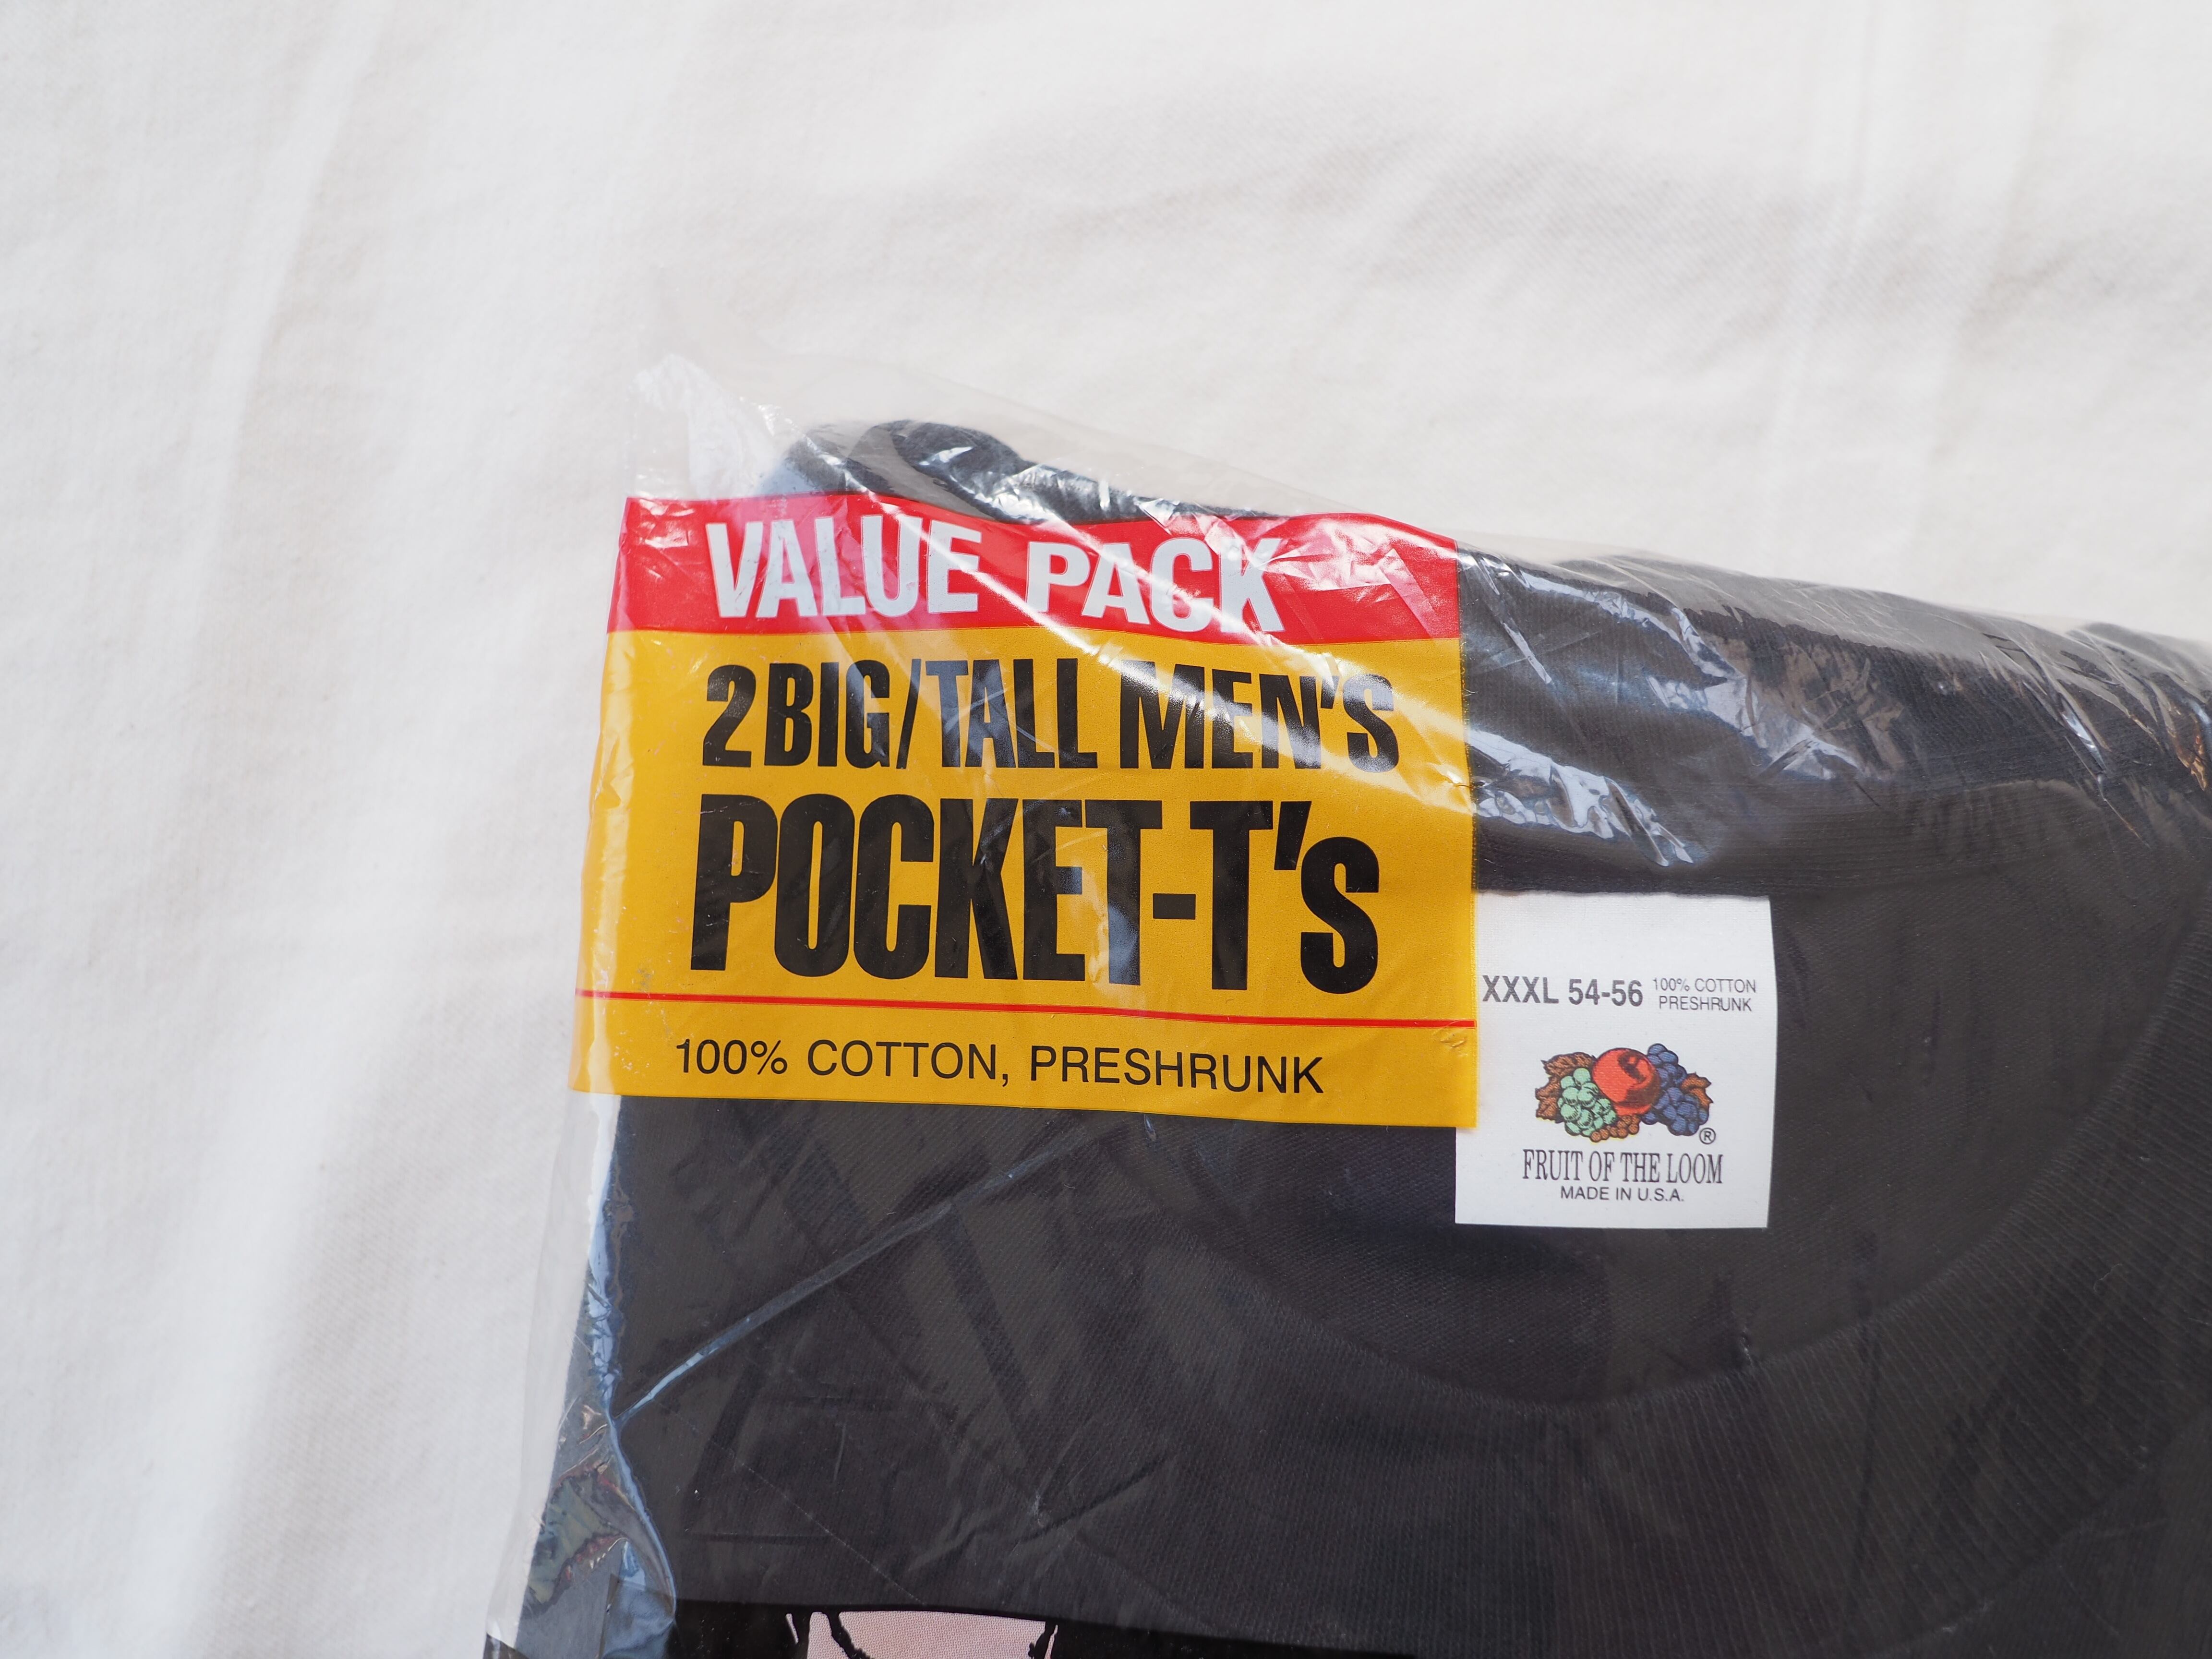 VALUE PACK
2 BIG/TALL MEN'S
POCKET-T's
100% COTTON, PRESHRUNK
XXXL 54-56 100% COTTON
PRESHRUNK
®
FRUIT OF THE LOOM
MADE IN U.S.A.